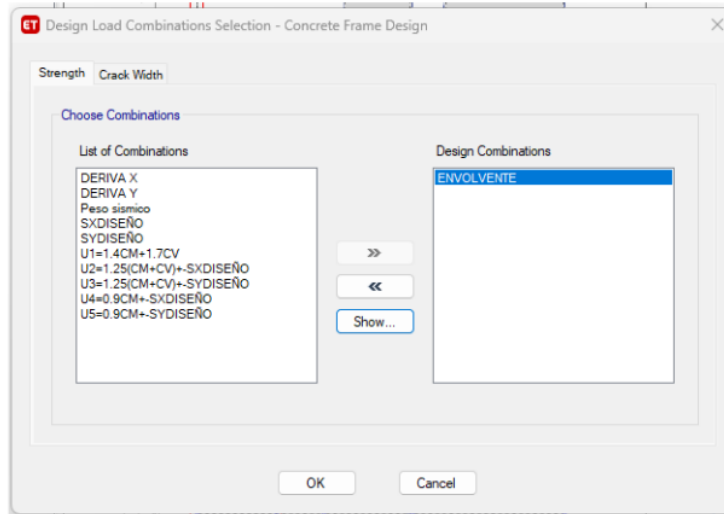 ET Design Load Combinations Selection - Concrete Frame Design
Strength Crack Width
Choose Combinations
List of Combinations
DERIVA X
DERIVA Y
Peso sismico
SXDISEÑO
SYDISEÑO
U1=1.4CM+1.7CV
U2=1.25(CM+CV)+-SXDISEÑO
U3=1.25(CM+CV)+-SYDISEÑO
U4=0.9CM+-SXDISEÑO
U5=0.9CM+-SYDISEÑO
>>
<<
Show...
Design Combinations
ENVOLVENTE
OK Cancel